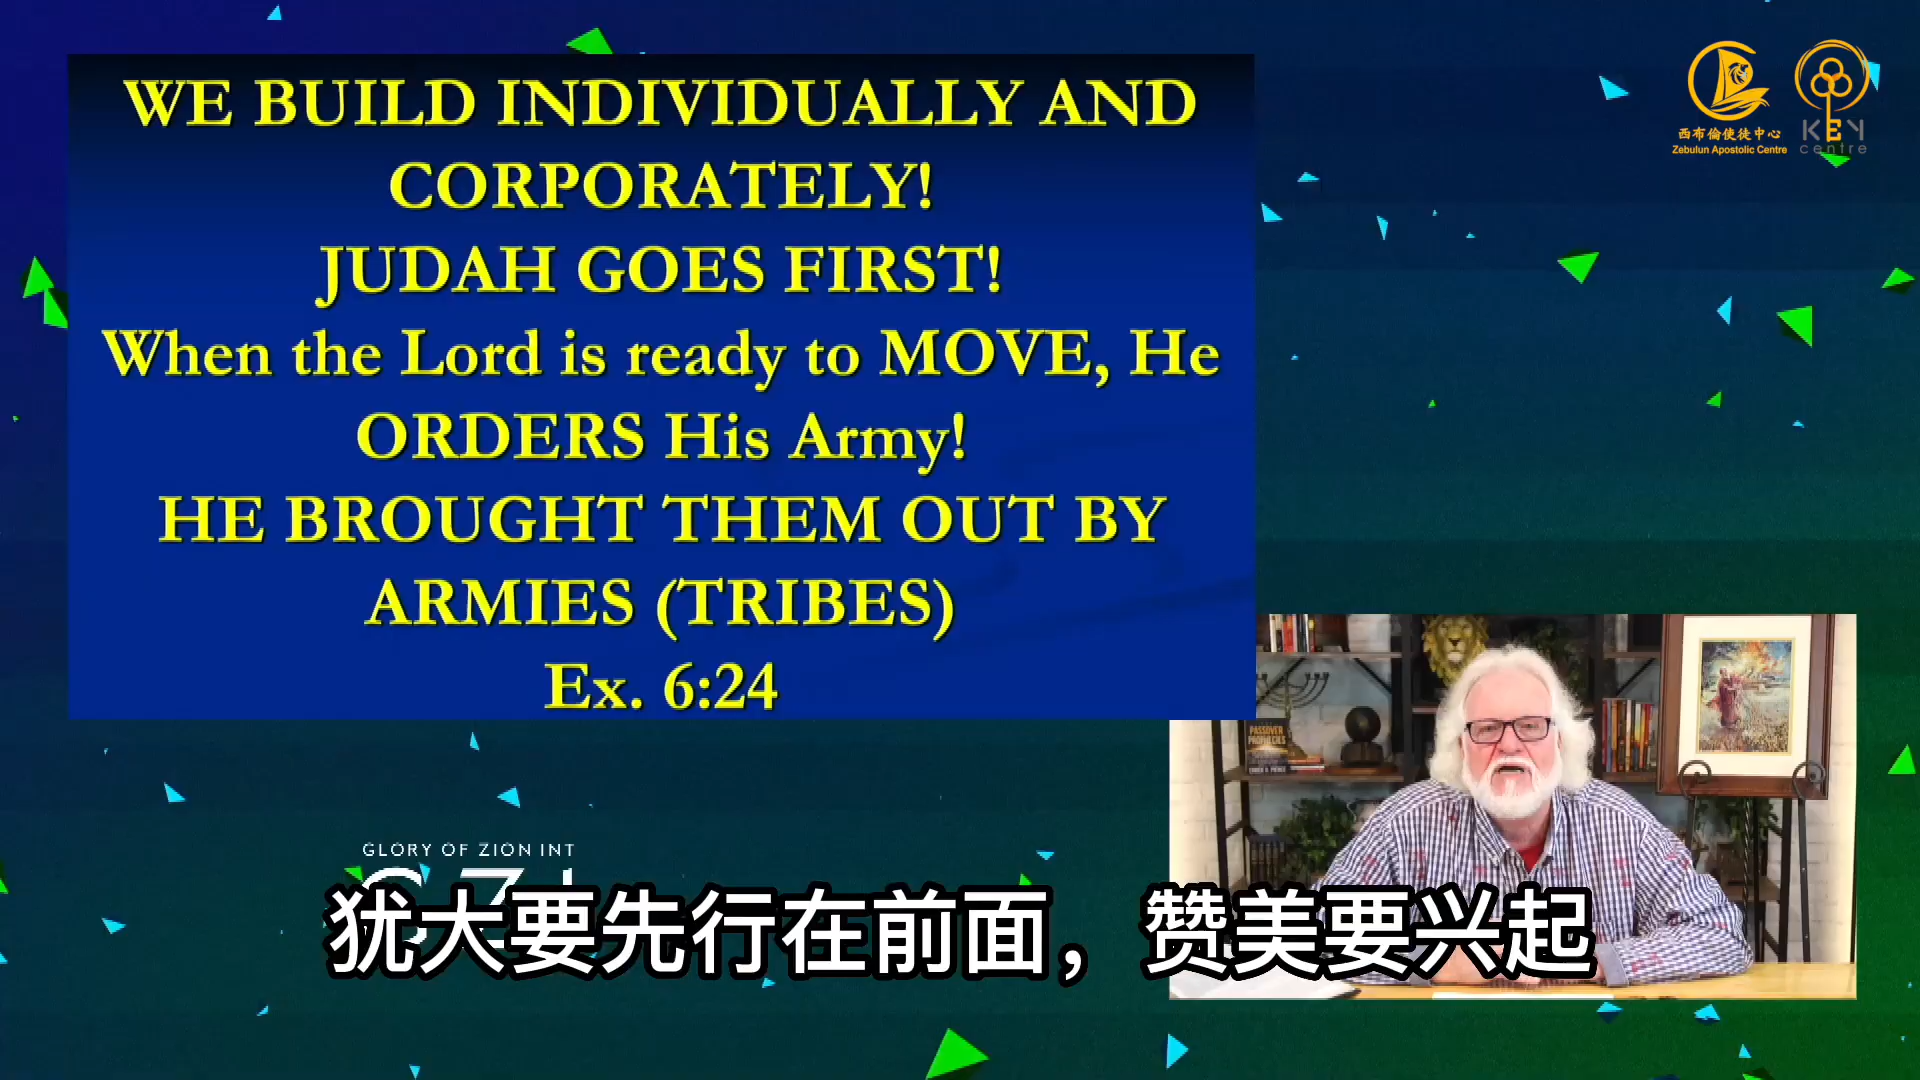 WE BUILD INDIVIDUALLY AND
CORPORATELY!
JUDAH GOES FIRST!
When the Lord is ready to MOVE, He
ORDERS His Army!
HE BROUGHT THEM OUT BY
ARMIES (TRIBES)
Ex. 6:24
西布倫使徒中心
Zebulun Apostolic Centre
KEY
centre
PASSOVER
PROPHECIES
GLORY OF ZION INT
犹大要先行在前面，赞美要兴起